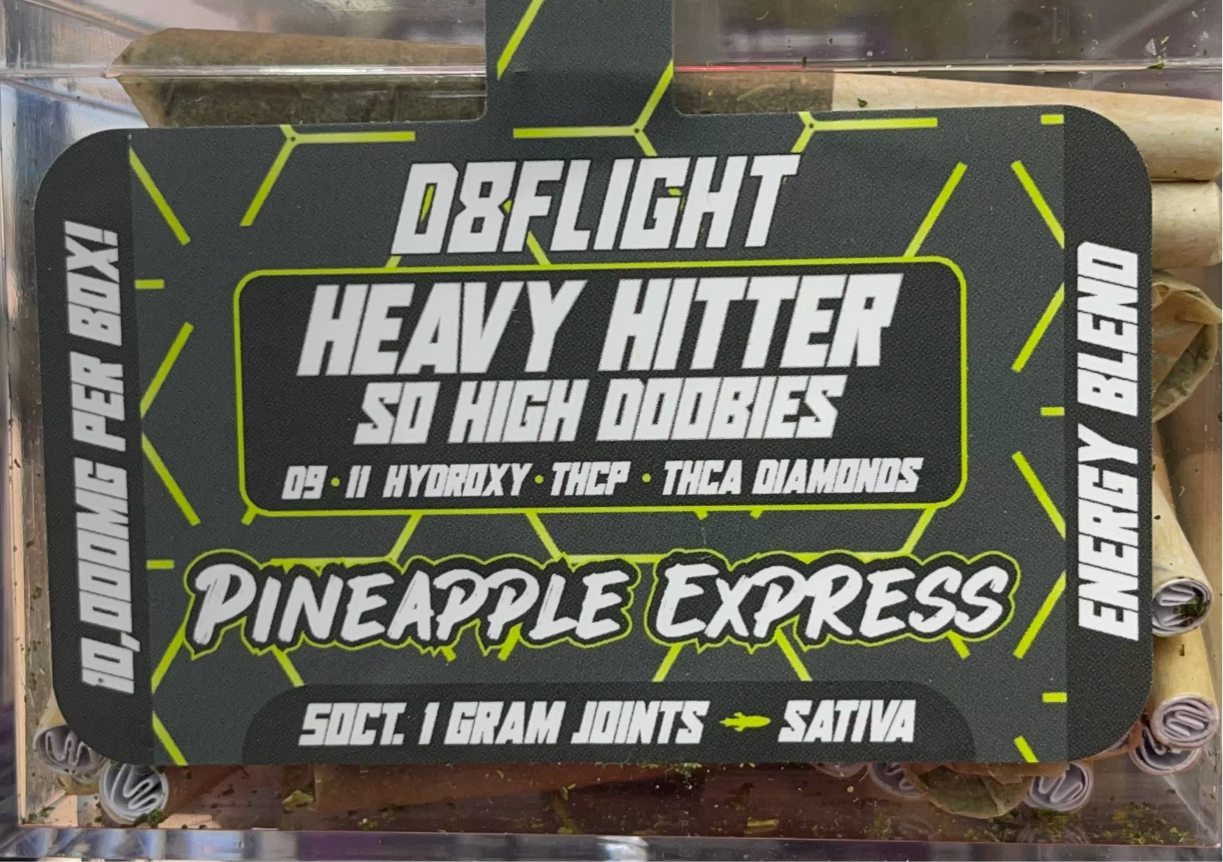 D8FLIGHT
HEAVY HITTER
SO HIGH DOOBIES
D9 · 11 HYDROXY · THCP · THCA DIAMONDS
PINEAPPLE EXPRESS
50CT. 1 GRAM JOINTS SATIVA
10,000MG PER BOX!
ENERGY BLEND